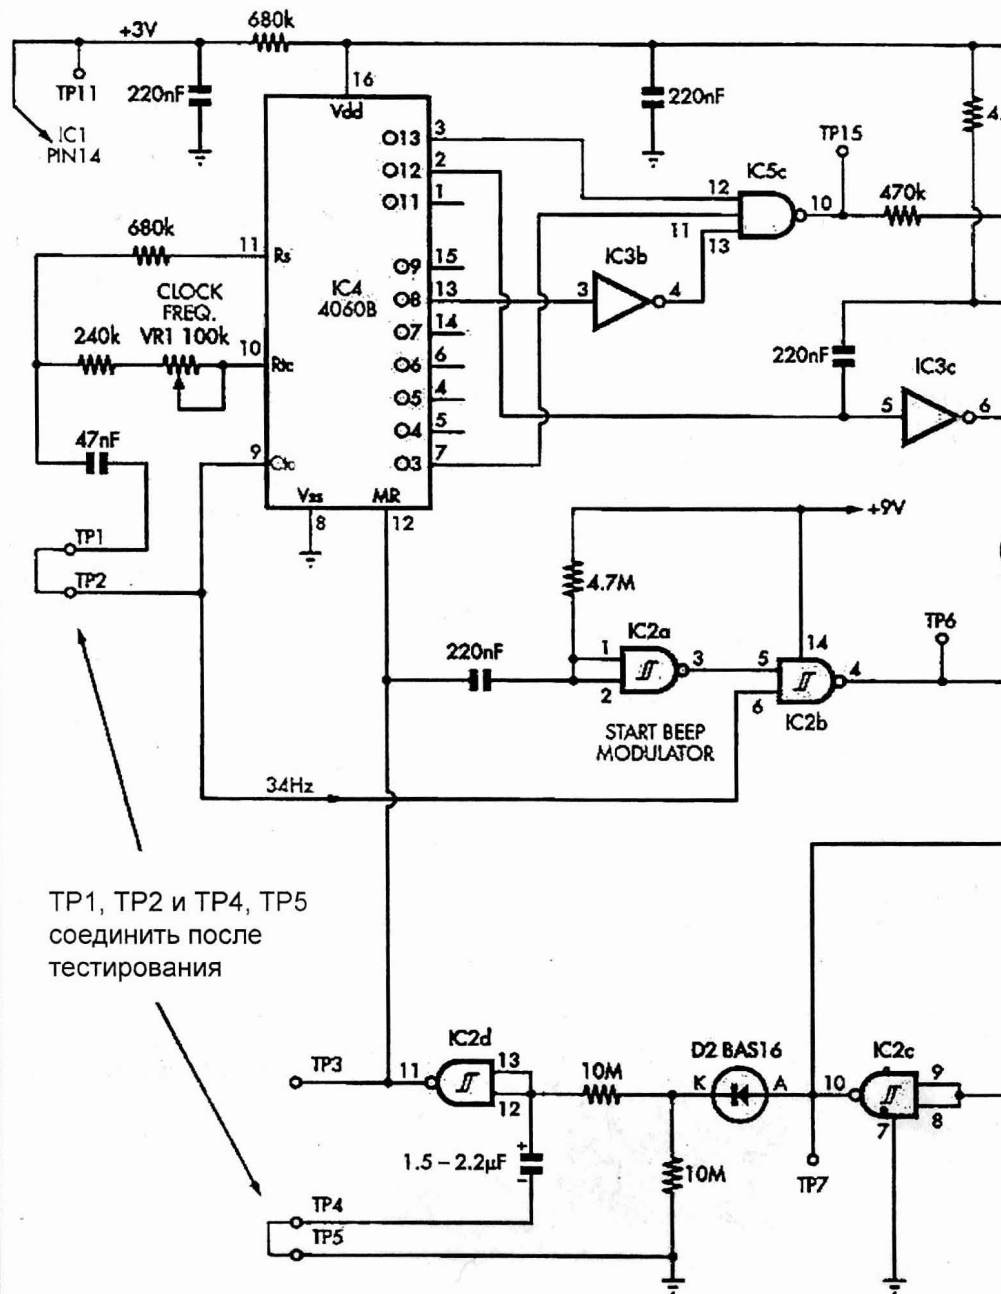 680k
+3V
TP11
220nF
IC1
PIN14
16
Vdd
220nF
4.
O13
3
O12
2
O11
1
TP15
IC5c
12
11
13
10
470k
680k
11
Rs
O9
15
IC4
4060B
O8
13
IC3b
3
4
CLOCK
FREQ.
VR1 100k
240k
10
O7
14
O6
6
O5
4
O4
5
O3
7
220nF
IC3c
5
6
47nF
9
Vss
8
MR
12
TP1
TP2
+9V
4.7M
IC2a
1
2
3
220nF
14
5
6
4
IC2b
TP6
START BEEP
MODULATOR
34Hz
TP1, TP2 и TP4, TP5
соединить после
тестирования
IC2d
TP3
11
13
12
10M
D2 BAS16
K
A
10
IC2c
9
8
7
1.5 – 2.2µF
+
–
10M
TP7
TP4
TP5